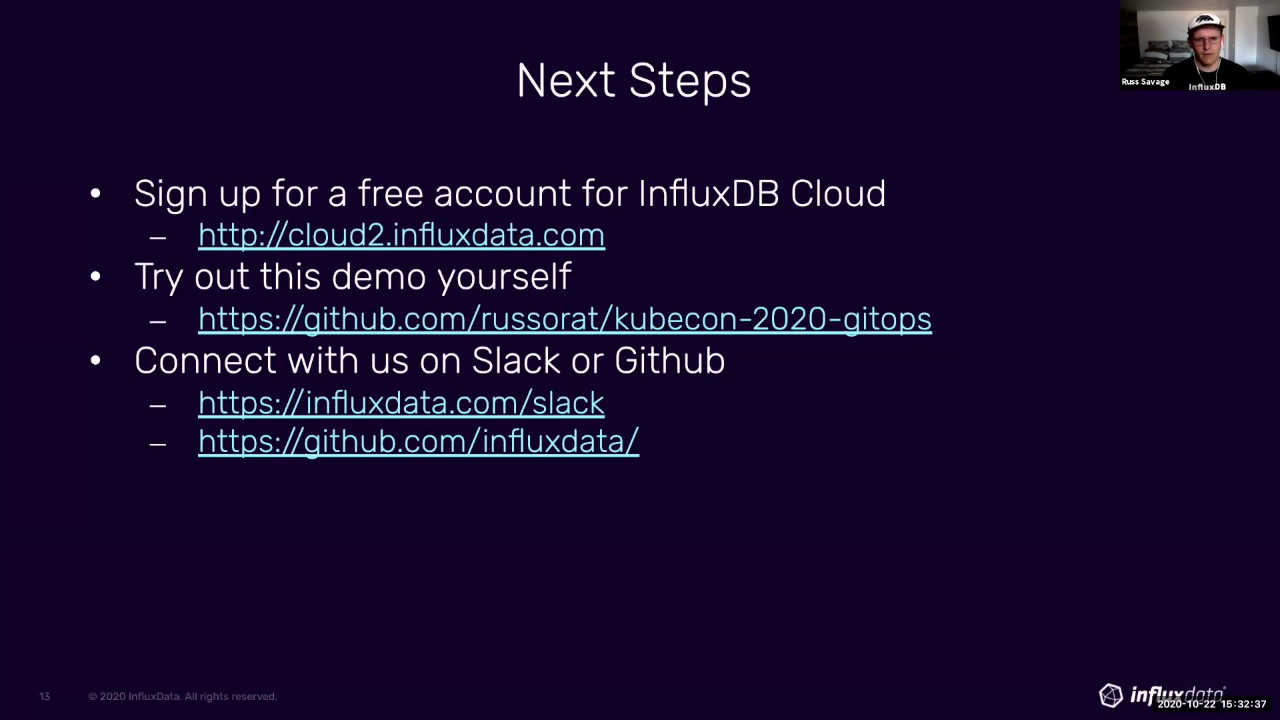 Next Steps
Russ Savage
InfluxDB
• Sign up for a free account for InfluxDB Cloud
– http://cloud2.influxdata.com
• Try out this demo yourself
– https://github.com/russorat/kubecon-2020-gitops
• Connect with us on Slack or Github
– https://influxdata.com/slack
– https://github.com/influxdata/
13
© 2020 InfluxData. All rights reserved.
influxdata
2020-10-22 15:32:37